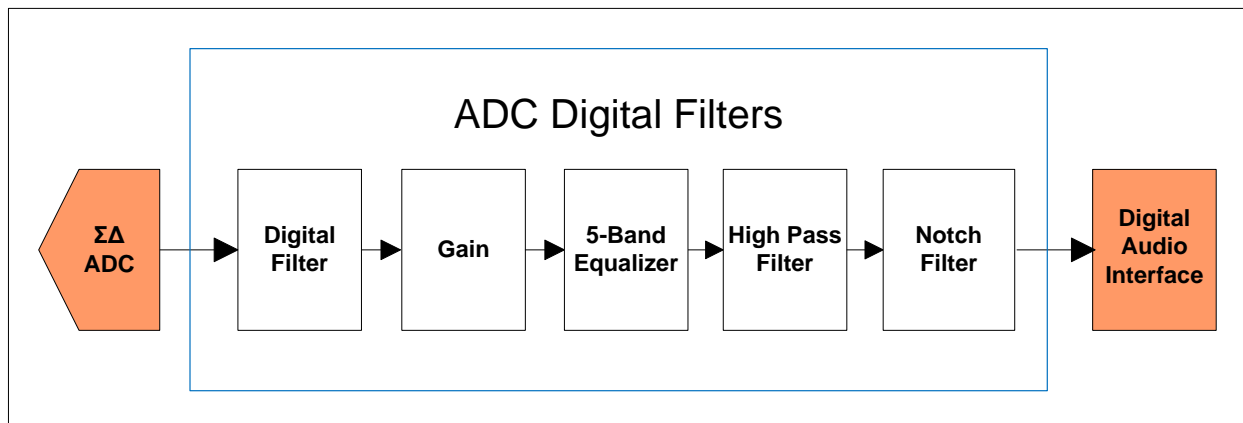 ADC Digital Filters
ΣΔ
ADC
Digital
Filter
Gain
5-Band
Equalizer
High Pass
Filter
Notch
Filter
Digital
Audio
Interface